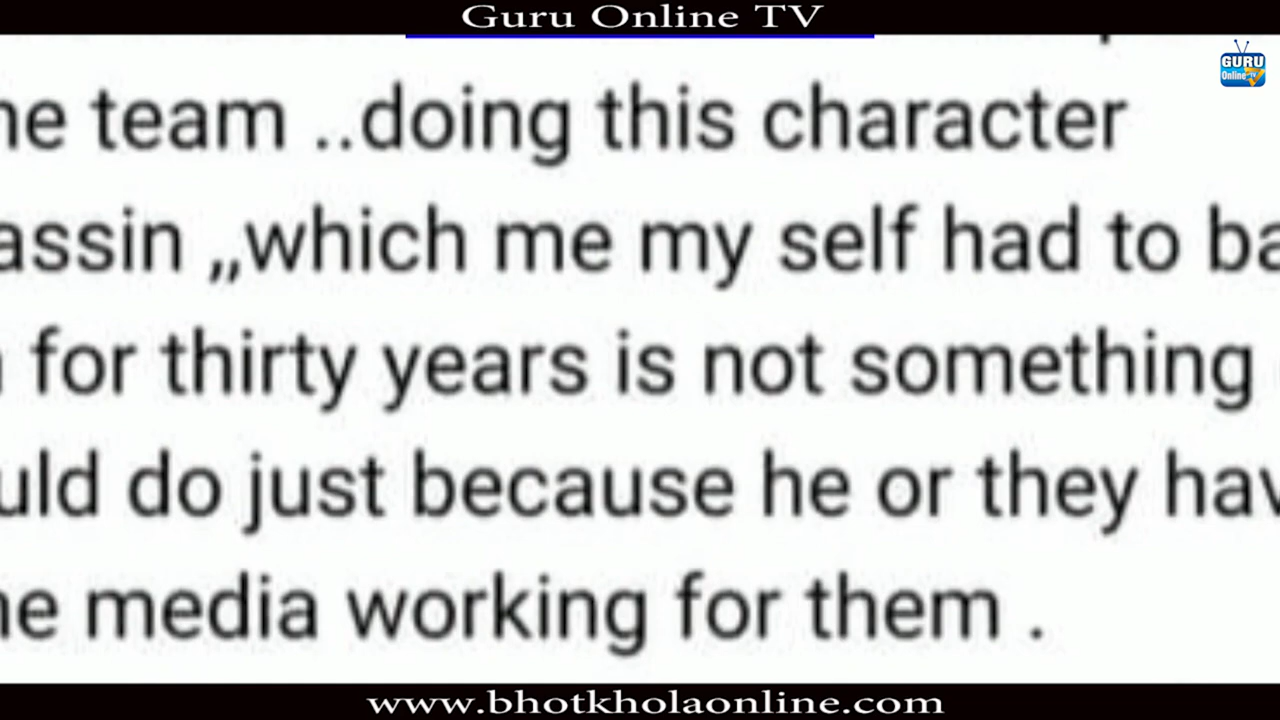 Guru Online TV
GURU
Online TV
he team ..doing this character
assin ,,which me my self had to ba
for thirty years is not something
uld do just because he or they hav
he media working for them .
www.bhotkholaonline.com